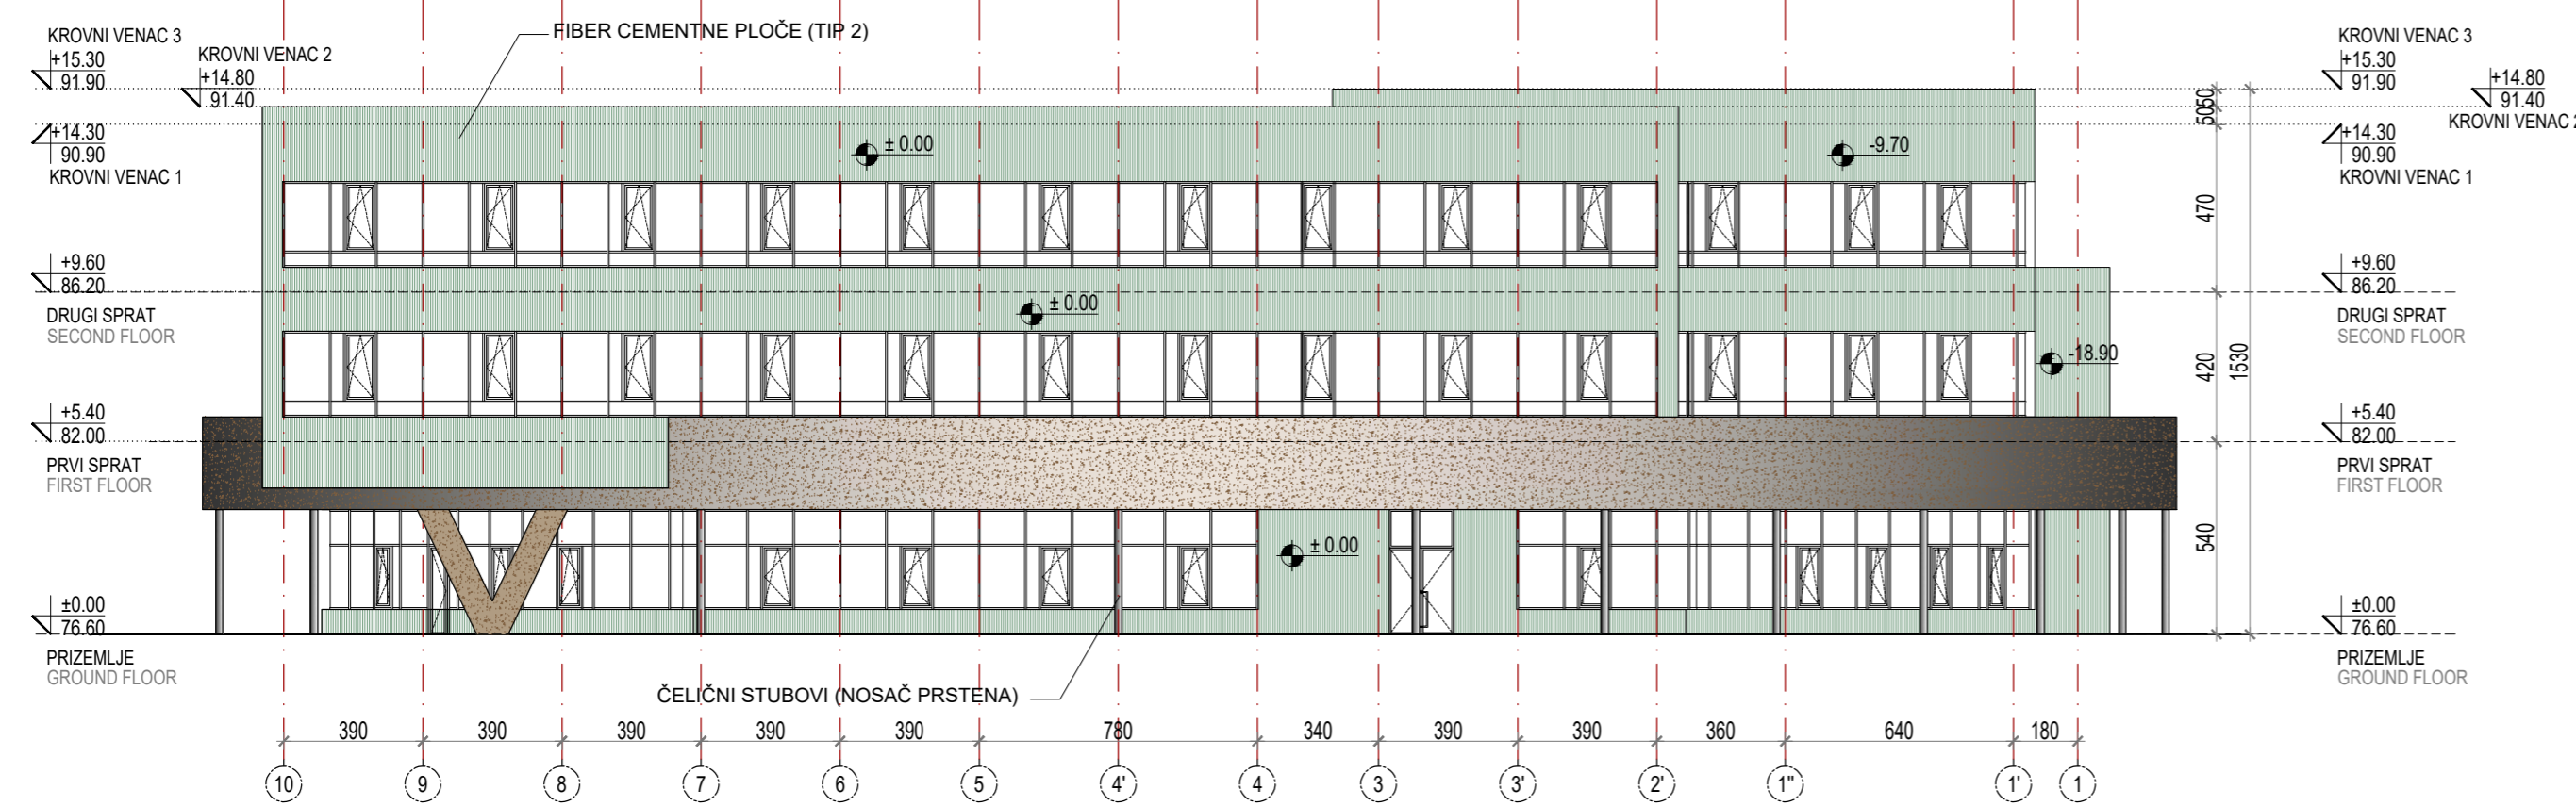 FIBER CEMENTNE PLOČE (TIP 2)
KROVNI VENAC 3
+15.30
91.90
KROVNI VENAC 2
+14.80
91.40
+14.30
90.90
KROVNI VENAC 1
+9.60
86.20
DRUGI SPRAT
SECOND FLOOR
+5.40
82.00
PRVI SPRAT
FIRST FLOOR
±0.00
76.60
PRIZEMLJE
GROUND FLOOR
± 0.00
-9.70
± 0.00
-18.90
± 0.00
ČELIČNI STUBOVI (NOSAČ PRSTENA)
5050
470
420
540
1530
KROVNI VENAC 3
+15.30
91.90
+14.80
91.40
KROVNI VENAC 2
+14.30
90.90
KROVNI VENAC 1
+9.60
86.20
DRUGI SPRAT
SECOND FLOOR
+5.40
82.00
PRVI SPRAT
FIRST FLOOR
±0.00
76.60
PRIZEMLJE
GROUND FLOOR
390 390 390 390 390 780 340 390 390 360 640 180
10 9 8 7 6 5 4' 4 3 3' 2' 1" 1' 1